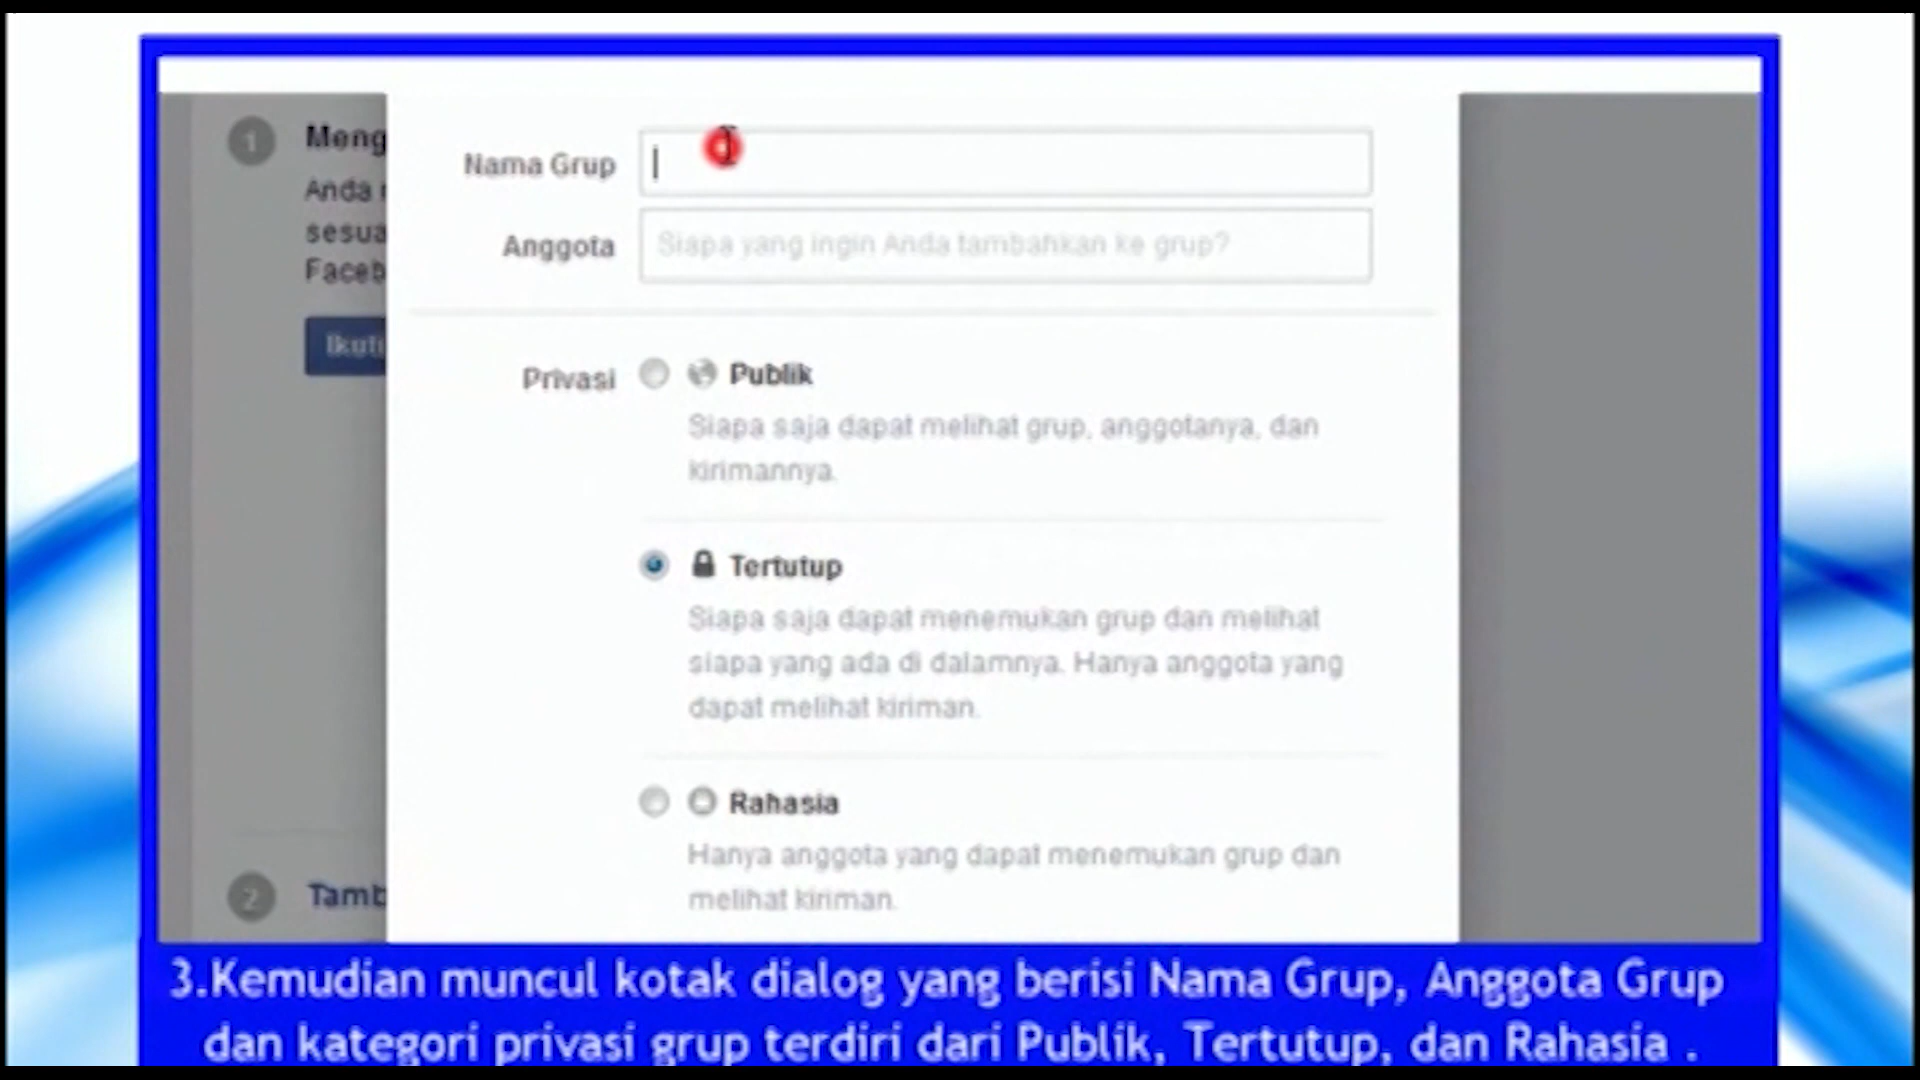 1
Meng
Anda
sesua
Faceb
Ikuti
2
Tamb
Nama Grup
Anggota
Siapa yang ingin Anda tambahkan ke grup?
Privasi
Publik
Siapa saja dapat melihat grup, anggotanya, dan
kirimannya.
Tertutup
Siapa saja dapat menemukan grup dan melihat
siapa yang ada di dalamnya. Hanya anggota yang
dapat melihat kiriman.
Rahasia
Hanya anggota yang dapat menemukan grup dan
melihat kiriman.
3.Kemudian muncul kotak dialog yang berisi Nama Grup, Anggota Grup
dan kategori privasi grup terdiri dari Publik, Tertutup, dan Rahasia .